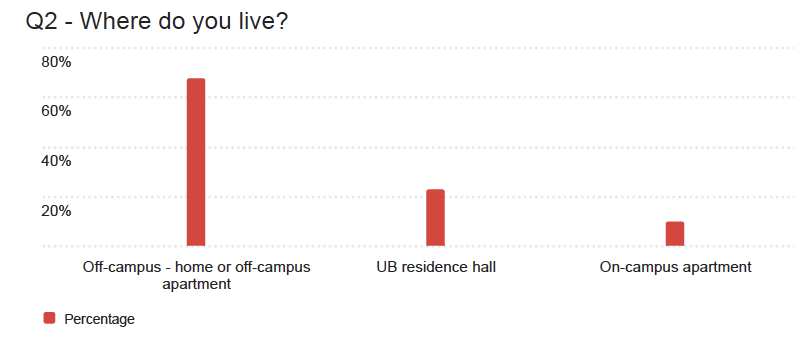 Q2 - Where do you live?
80%
60%
40%
20%
Off-campus - home or off-campus
apartment
UB residence hall
On-campus apartment
Percentage